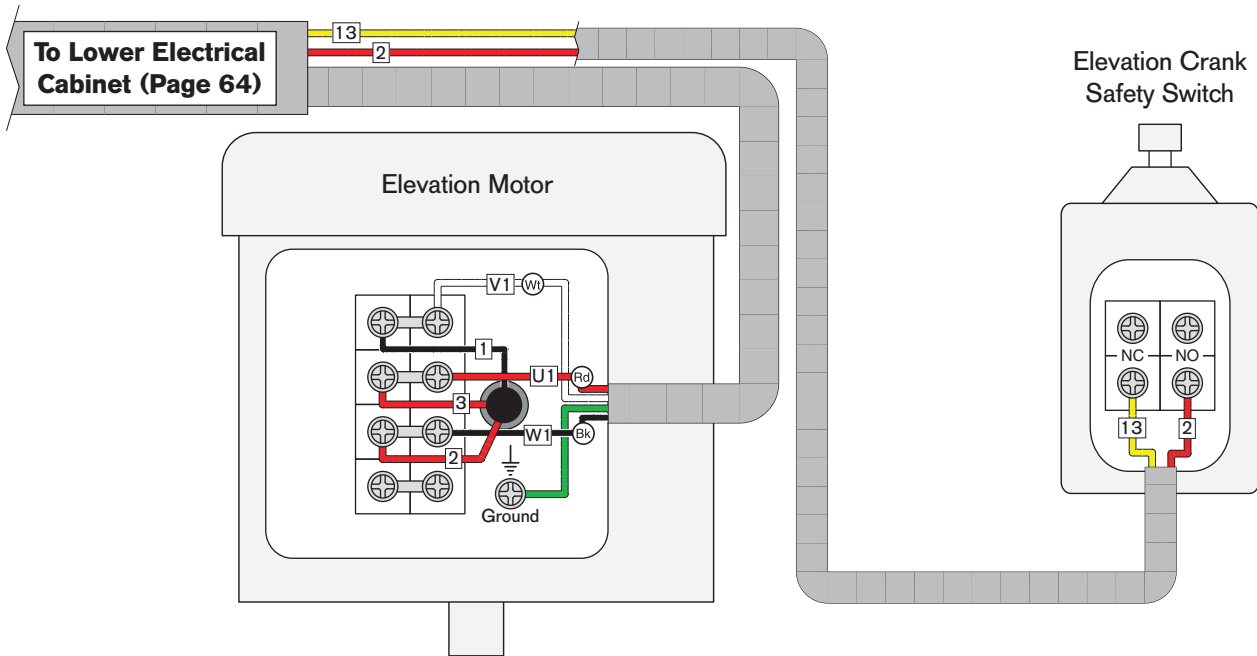 13
2
To Lower Electrical
Cabinet (Page 64)
Elevation Crank
Safety Switch
Elevation Motor
V1 Wt
1
U1 Rd
3
W1 Bk
2
Ground
NC NO
13 2